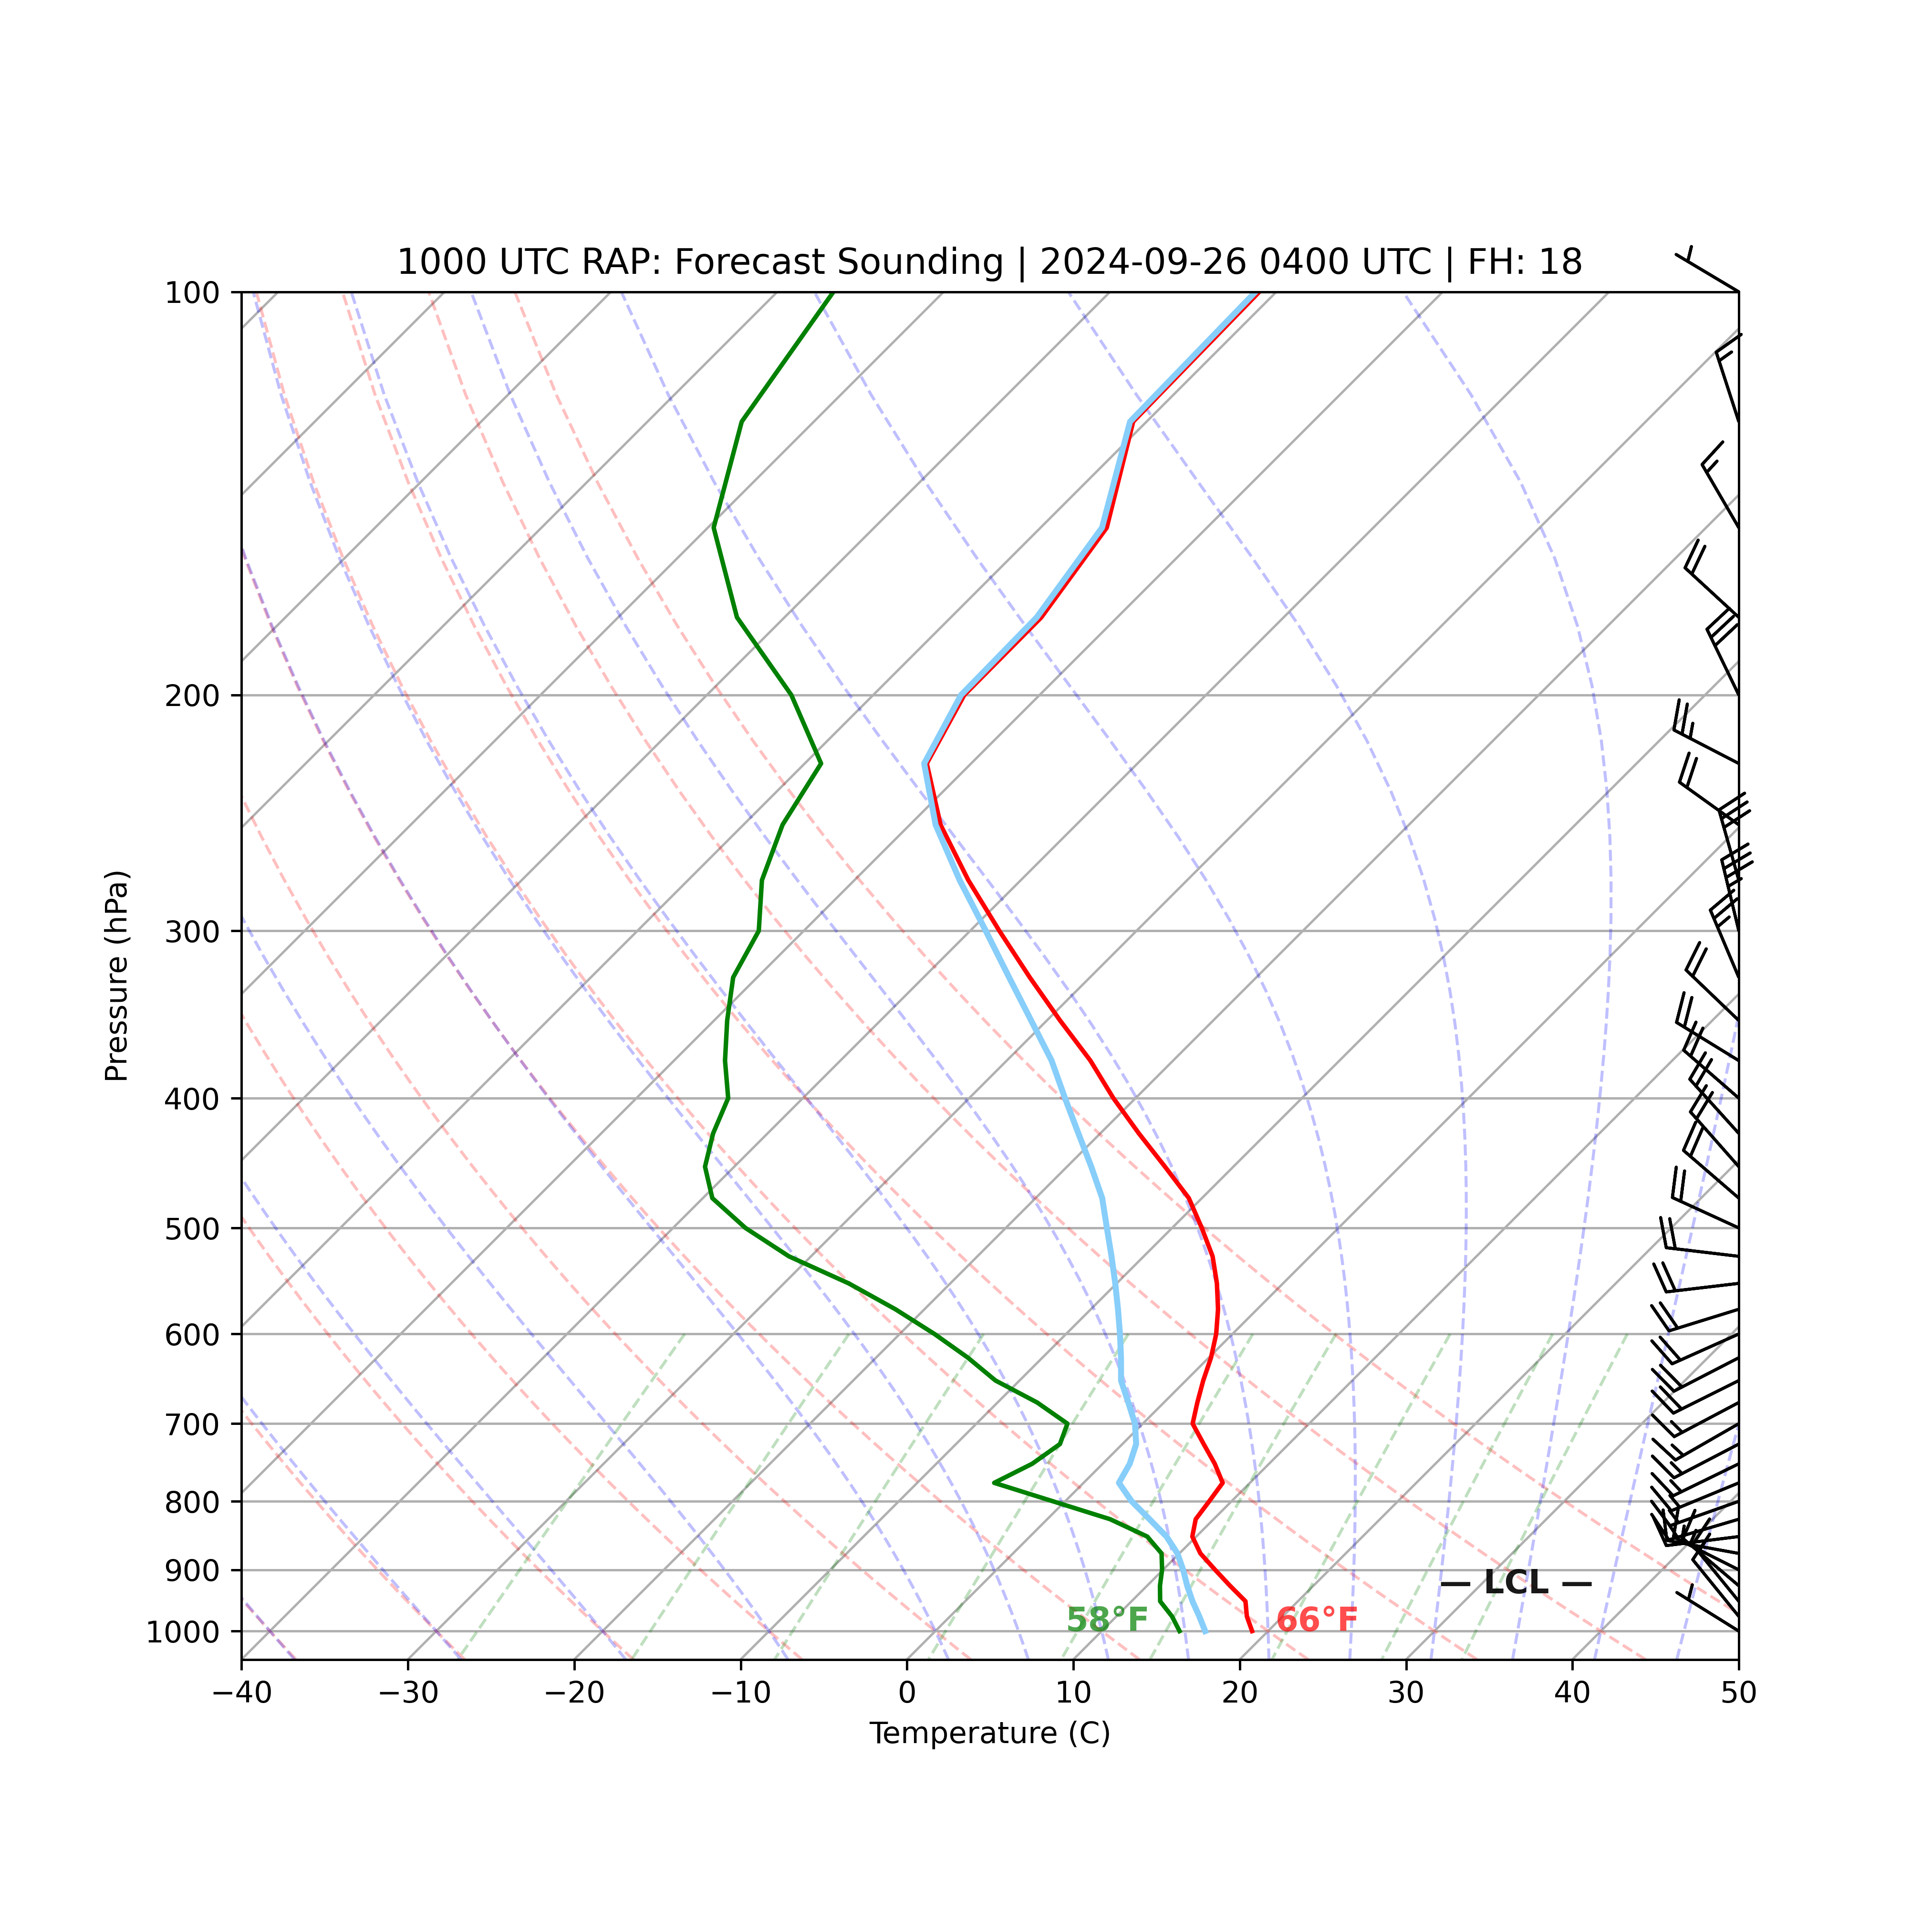 1000 UTC RAP: Forecast Sounding | 2024-09-26 0400 UTC | FH: 18
100
200
300
400
500
600
700
800
900
1000
Pressure (hPa)
— LCL —
58°F
66°F
−40 −30 −20 −10 0 10 20 30 40 50
Temperature (C)